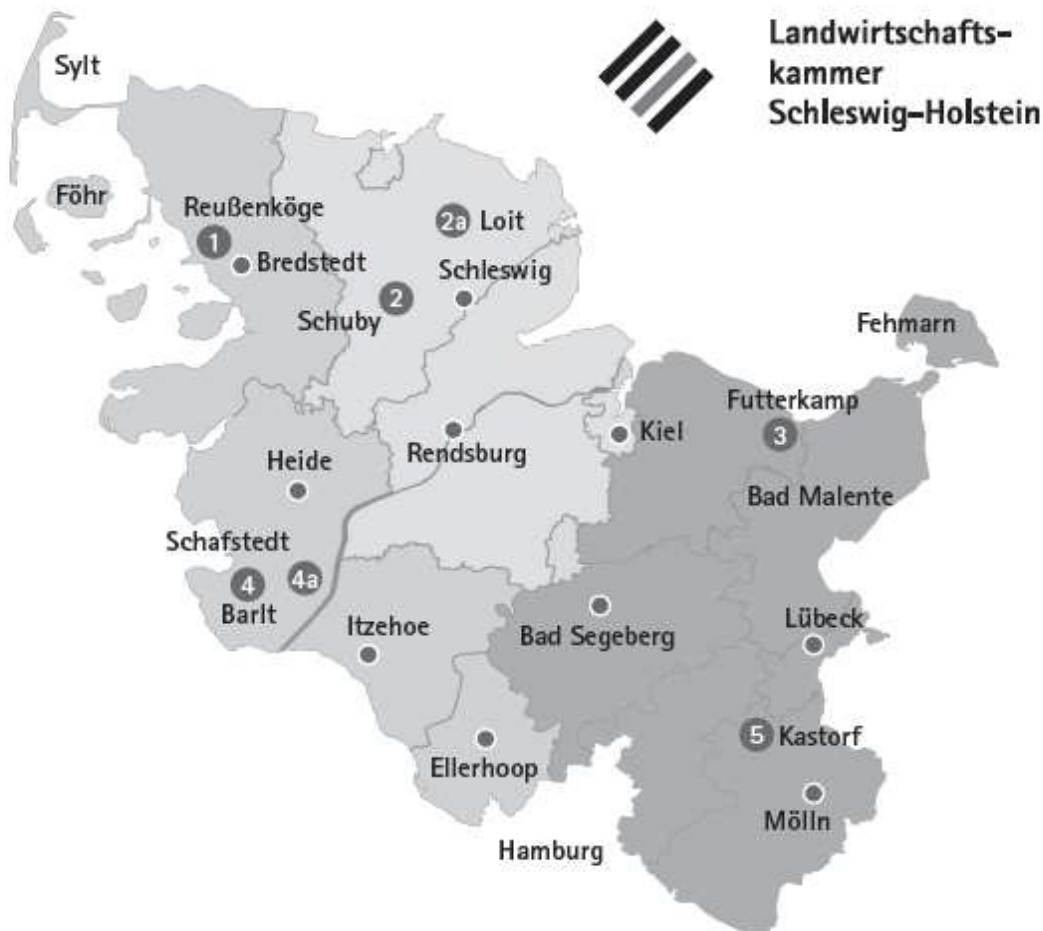 Landwirtschafts-
kammer
Schleswig-Holstein
Sylt
Föhr
Reußenköge
1
Bredstedt
2a Loit
Schleswig
2
Schuby
Fehmarn
Futterkamp
3
Kiel
Rendsburg
Heide
Bad Malente
Schafstedt
4 4a
Barlt
Itzehoe
Bad Segeberg
Lübeck
5 Kastorf
Ellerhoop
Mölln
Hamburg